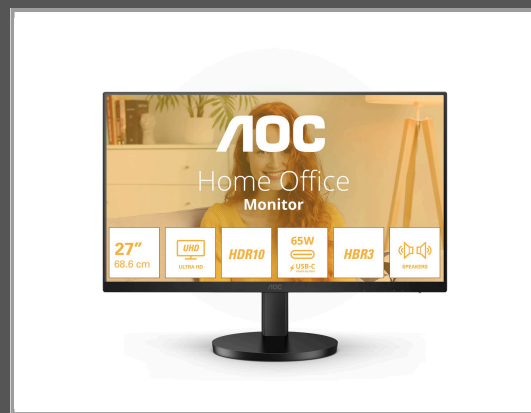 AOC
Home Office
Monitor
27"
68.6 cm
UHD
ULTRA HD
HDR10
65W
USB-C
HBR3
SPEAKERS
AOC